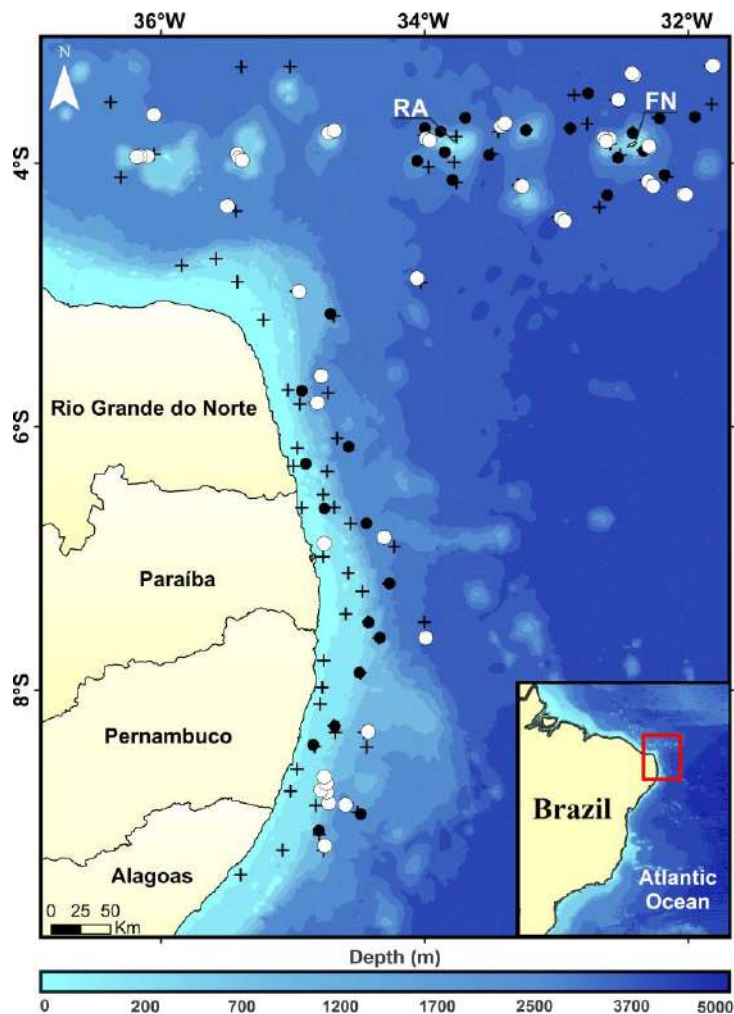 36°W 34°W 32°W
N
RA FN
4°S
Rio Grande do Norte
6°S
Paraíba
8°S
Pernambuco
Brazil
Alagoas
Atlantic
Ocean
0 25 50
Km
Depth (m)
0 200 700 1200 1700 2500 3700 5000